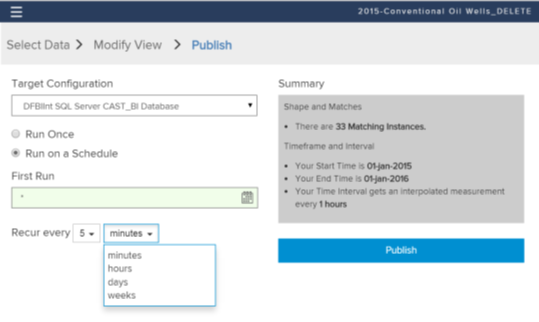 2015-Conventional Oil Wells_DELETE
Select Data > Modify View > Publish
Target Configuration
DFBIint SQL Server CAST_BI Database
Run Once
Run on a Schedule
First Run
*
Recur every 5 minutes
minutes
hours
days
weeks
Summary
Shape and Matches
• There are 33 Matching Instances.
Timeframe and Interval
• Your Start Time is 01-jan-2015
• Your End Time is 01-jan-2016
• Your Time Interval gets an interpolated measurement
every 1 hours
Publish